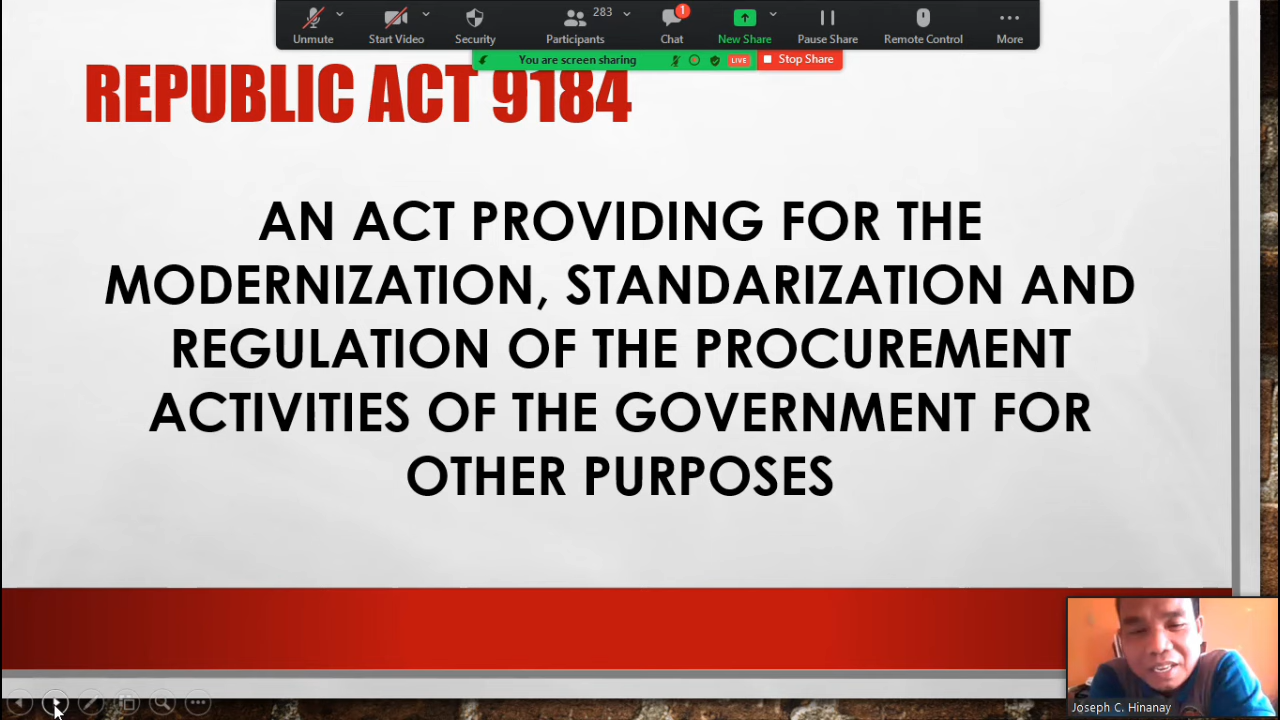 283
1
Unmute
Start Video
Security
Participants
Chat
New Share
Pause Share
Remote Control
More
You are screen sharing
LIVE
Stop Share
REPUBLIC ACT 9184
AN ACT PROVIDING FOR THE
MODERNIZATION, STANDARIZATION AND
REGULATION OF THE PROCUREMENT
ACTIVITIES OF THE GOVERNMENT FOR
OTHER PURPOSES
Joseph C. Hinanay